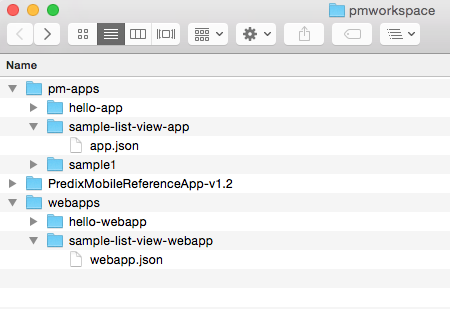 pmworkspace
Name
pm-apps
hello-app
sample-list-view-app
app.json
sample1
PredixMobileReferenceApp-v1.2
webapps
hello-webapp
sample-list-view-webapp
webapp.json